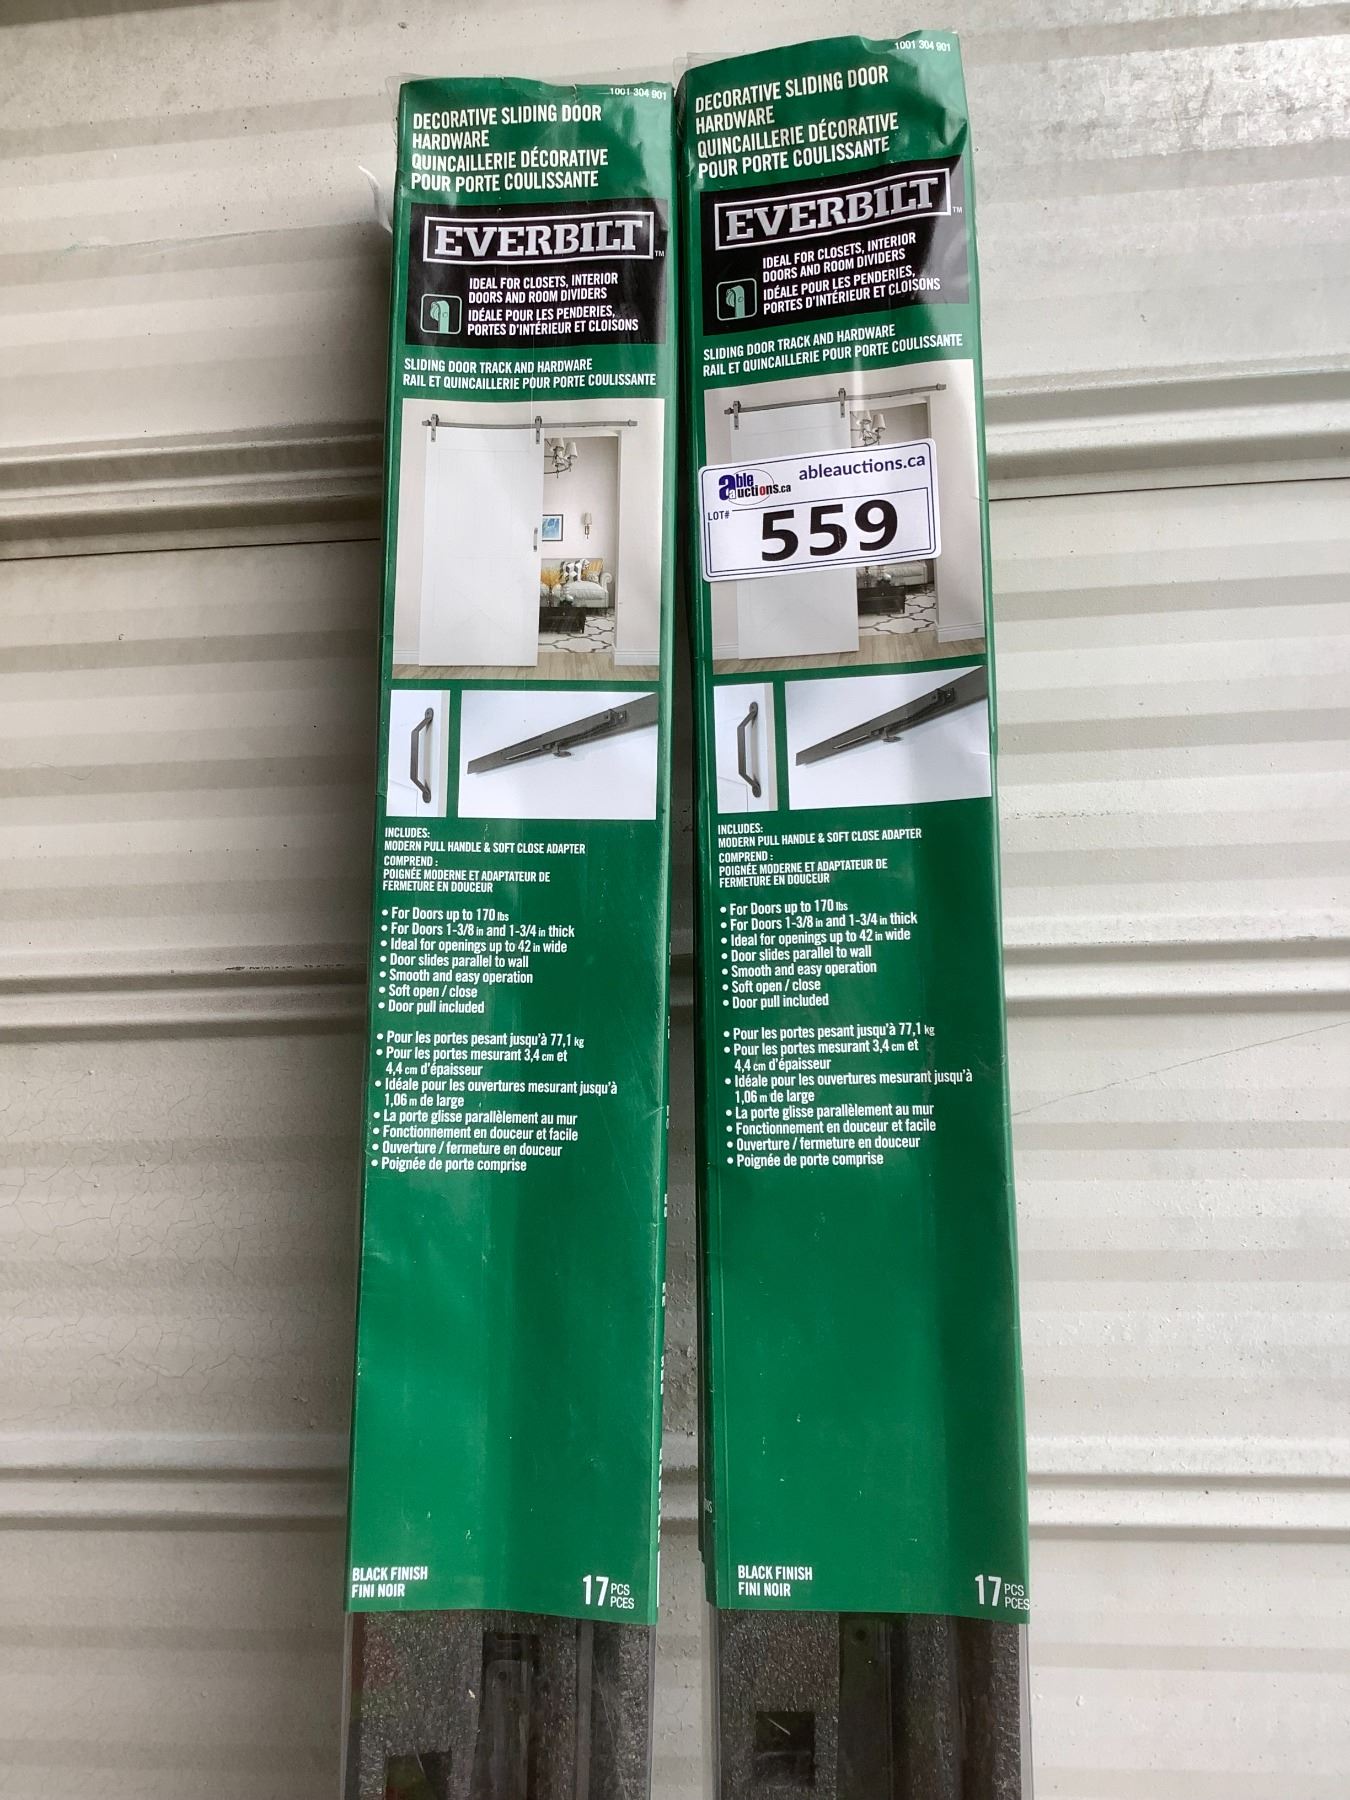 1001 304 901
DECORATIVE SLIDING DOOR
HARDWARE
QUINCAILLERIE DÉCORATIVE
POUR PORTE COULISSANTE
EVERBILT™
IDEAL FOR CLOSETS, INTERIOR
DOORS AND ROOM DIVIDERS
IDÉALE POUR LES PENDERIES,
PORTES D'INTÉRIEUR ET CLOISONS
SLIDING DOOR TRACK AND HARDWARE
RAIL ET QUINCAILLERIE POUR PORTE COULISSANTE
INCLUDES:
MODERN PULL HANDLE & SOFT CLOSE ADAPTER
COMPREND :
POIGNÉE MODERNE ET ADAPTATEUR DE
FERMETURE EN DOUCEUR
• For Doors up to 170 lbs
• For Doors 1-3/8 in and 1-3/4 in thick
• Ideal for openings up to 42 in wide
• Door slides parallel to wall
• Smooth and easy operation
• Soft open / close
• Door pull included
• Pour les portes pesant jusqu'à 77,1 kg
• Pour les portes mesurant 3,4 cm et
4,4 cm d'épaisseur
• Idéale pour les ouvertures mesurant jusqu'à
1,06 m de large
• La porte glisse parallèlement au mur
• Fonctionnement en douceur et facile
• Ouverture / fermeture en douceur
• Poignée de porte comprise
BLACK FINISH
FINI NOIR
17 PCS
PCES
1001 304 901
DECORATIVE SLIDING DOOR
HARDWARE
QUINCAILLERIE DÉCORATIVE
POUR PORTE COULISSANTE
EVERBILT™
IDEAL FOR CLOSETS, INTERIOR
DOORS AND ROOM DIVIDERS
IDÉALE POUR LES PENDERIES,
PORTES D'INTÉRIEUR ET CLOISONS
SLIDING DOOR TRACK AND HARDWARE
RAIL ET QUINCAILLERIE POUR PORTE COULISSANTE
able auctions.ca ableauctions.ca
LOT# 559
INCLUDES:
MODERN PULL HANDLE & SOFT CLOSE ADAPTER
COMPREND :
POIGNÉE MODERNE ET ADAPTATEUR DE
FERMETURE EN DOUCEUR
• For Doors up to 170 lbs
• For Doors 1-3/8 in and 1-3/4 in thick
• Ideal for openings up to 42 in wide
• Door slides parallel to wall
• Smooth and easy operation
• Soft open / close
• Door pull included
• Pour les portes pesant jusqu'à 77,1 kg
• Pour les portes mesurant 3,4 cm et
4,4 cm d'épaisseur
• Idéale pour les ouvertures mesurant jusqu'à
1,06 m de large
• La porte glisse parallèlement au mur
• Fonctionnement en douceur et facile
• Ouverture / fermeture en douceur
• Poignée de porte comprise
BLACK FINISH
FINI NOIR
17 PCS
PCES